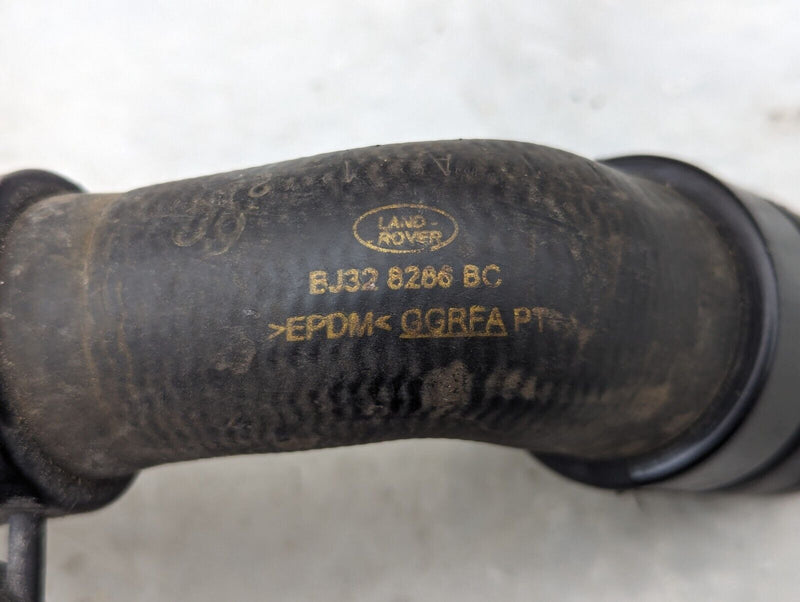 LAND-
ROVER
BJ32 8286 BC
>EPDM< GGRFA PT